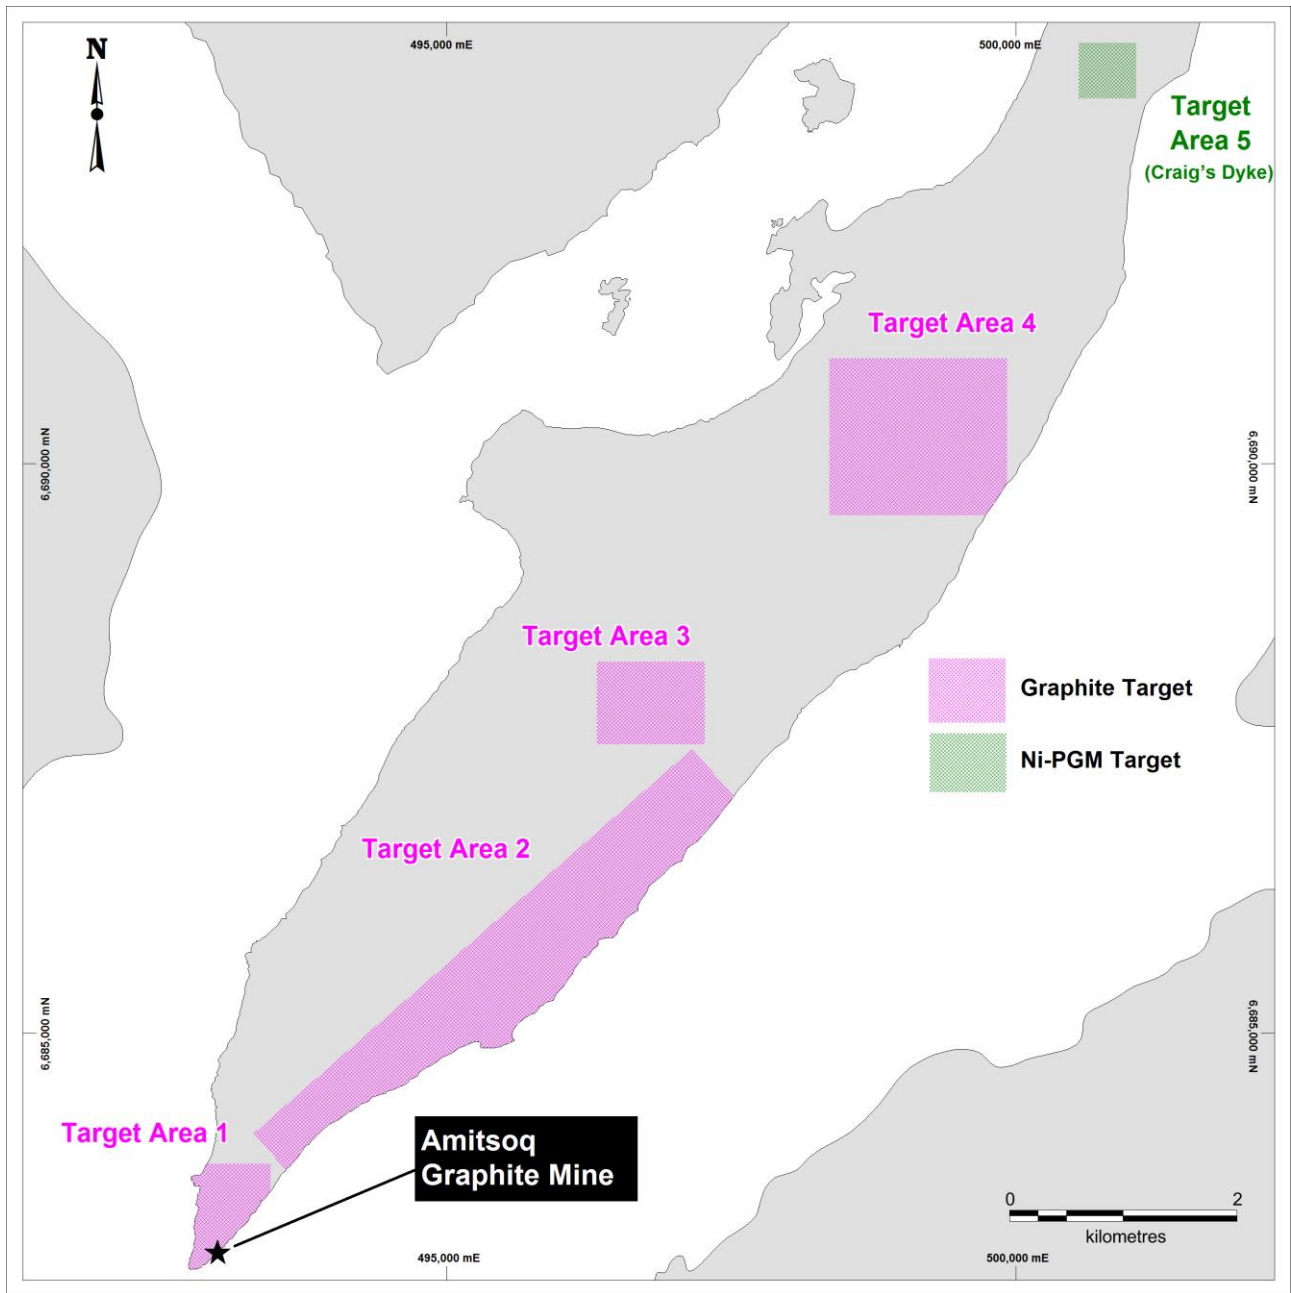 N
495,000 mE
500,000 mE
Target
Area 5
(Craig's Dyke)
Target Area 4
6,690,000 mN
6,690,000 mN
Target Area 3
Graphite Target
Ni-PGM Target
Target Area 2
6,685,000 mN
6,685,000 mN
Target Area 1
Amitsoq
Graphite Mine
0 2
kilometres
495,000 mE
500,000 mE